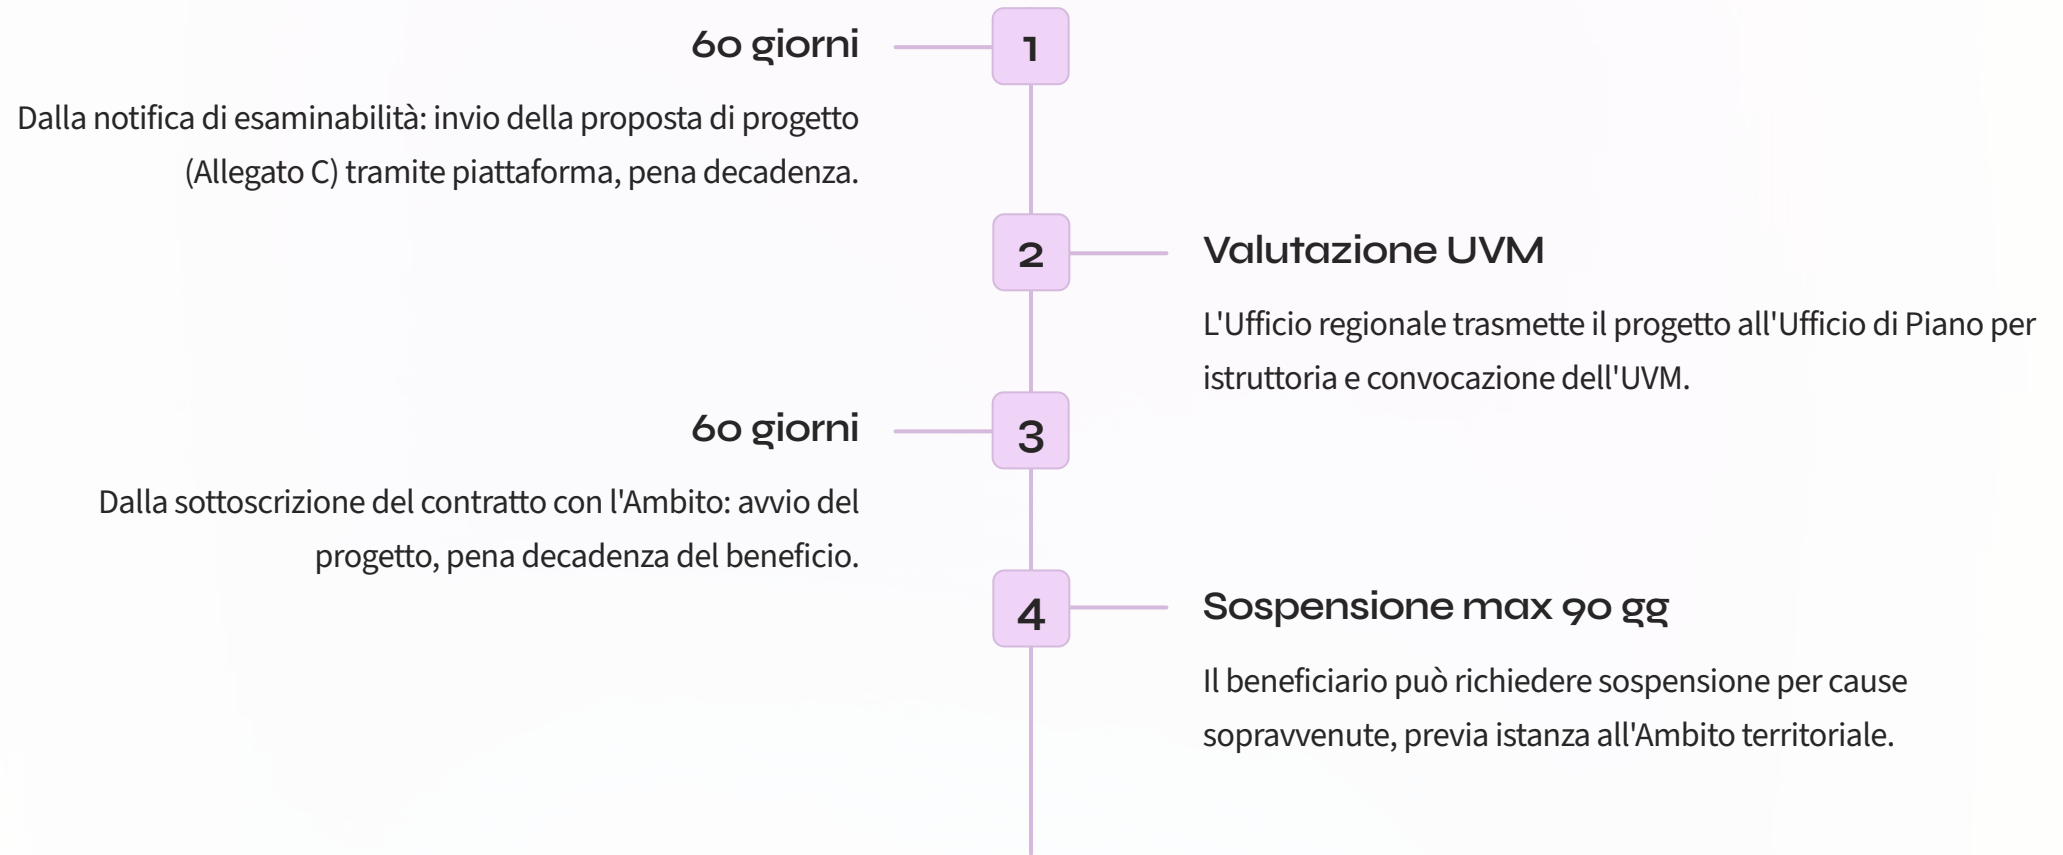 1
60 giorni
Dalla notifica di esaminabilità: invio della proposta di progetto
(Allegato C) tramite piattaforma, pena decadenza.
2
Valutazione UVM
L'Ufficio regionale trasmette il progetto all'Ufficio di Piano per
istruttoria e convocazione dell'UVM.
3
60 giorni
Dalla sottoscrizione del contratto con l'Ambito: avvio del
progetto, pena decadenza del beneficio.
4
Sospensione max 90 gg
Il beneficiario può richiedere sospensione per cause
sopravvenute, previa istanza all'Ambito territoriale.